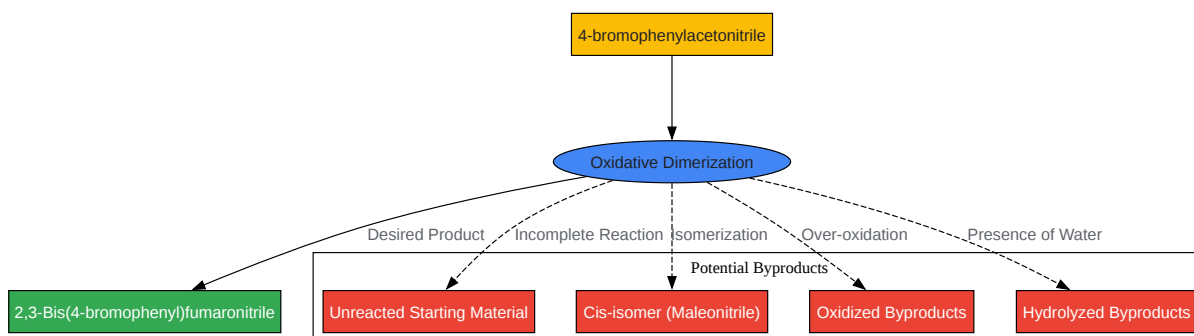 4-bromophenylacetonitrile
Oxidative Dimerization
Desired Product
Incomplete Reaction
Isomerization
Over-oxidation
Presence of Water
Potential Byproducts
2,3-Bis(4-bromophenyl)fumaronitrile
Unreacted Starting Material
Cis-isomer (Maleonitrile)
Oxidized Byproducts
Hydrolyzed Byproducts